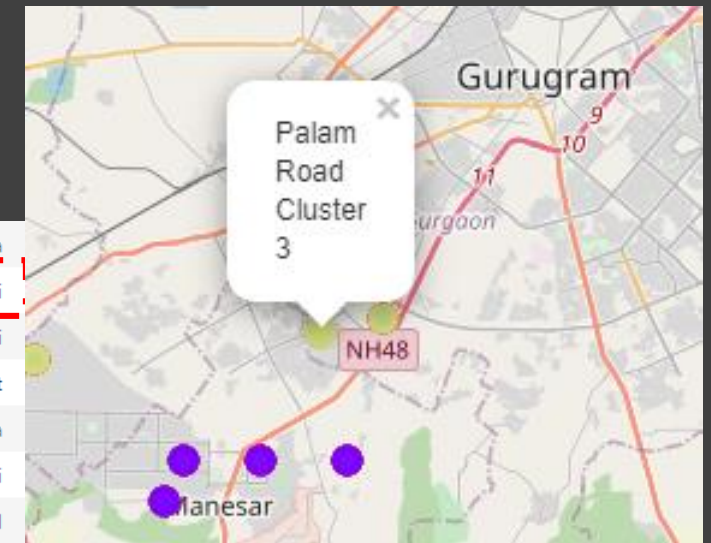 Gurugram
×
Palam
Road
Cluster
3
9
10
11
urgaon
NH48
Manesar